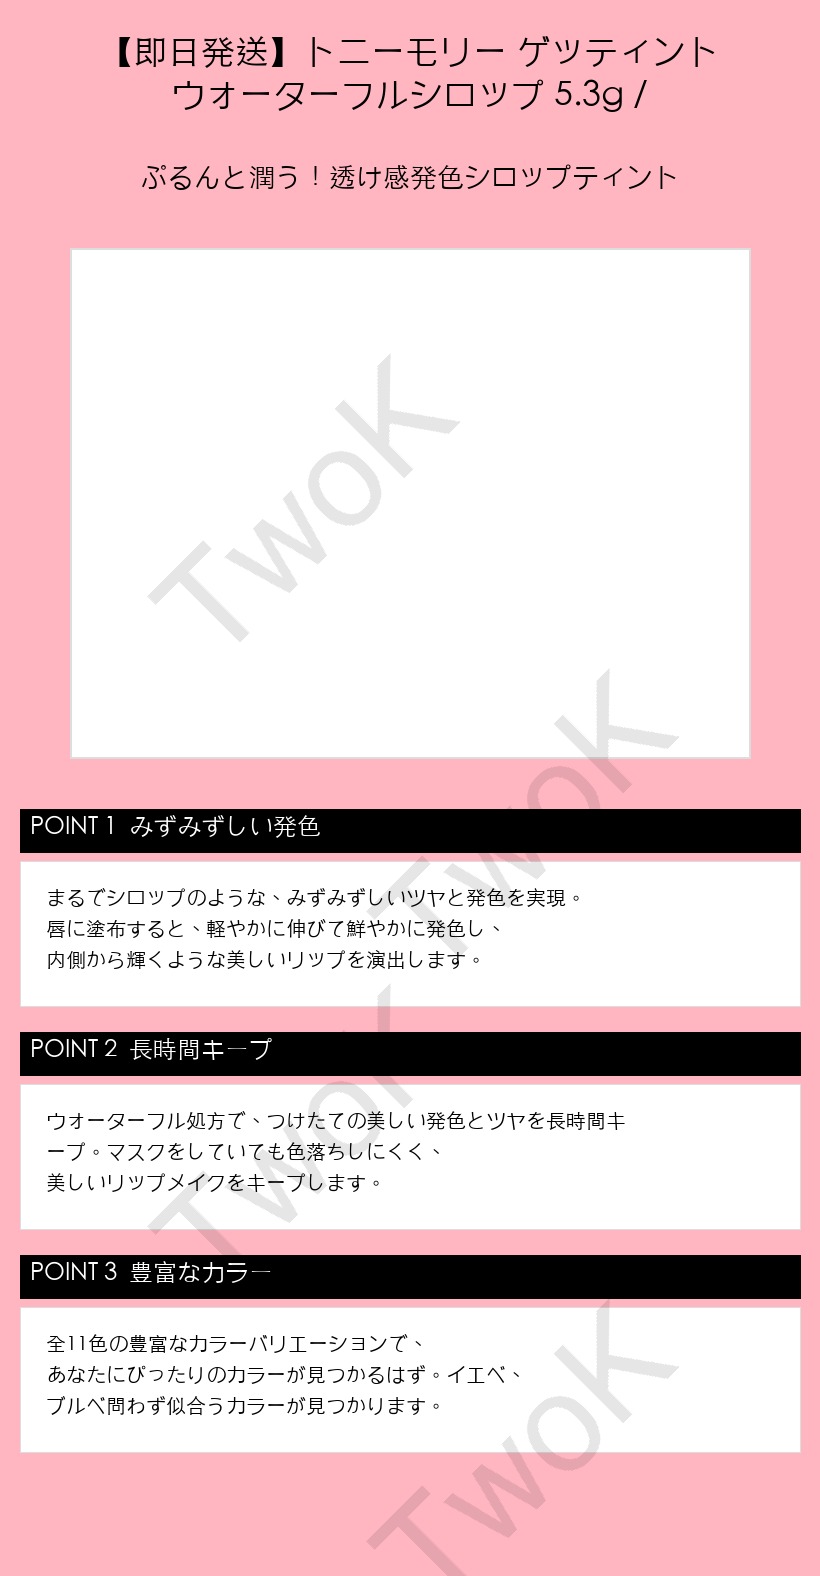 【即日発送】トニーモリー ゲッティント
ウォーターフルシロップ 5.3g /
ぷるんと潤う！透け感発色シロップティント
TwoK
TwoK
POINT 1 みずみずしい発色
まるでシロップのような、みずみずしいツヤと発色を実現。
唇に塗布すると、軽やかに伸びて鮮やかに発色し、
内側から輝くような美しいリップを演出します。
TwoK
POINT 2 長時間キープ
ウォーターフル処方で、つけたての美しい発色とツヤを長時間キ
ープ。マスクをしていても色落ちしにくく、
美しいリップメイクをキープします。
POINT 3 豊富なカラー
全11色の豊富なカラーバリエーションで、
あなたにぴったりのカラーが見つかるはず。イエベ、
ブルベ問わず似合うカラーが見つかります。
TwoK